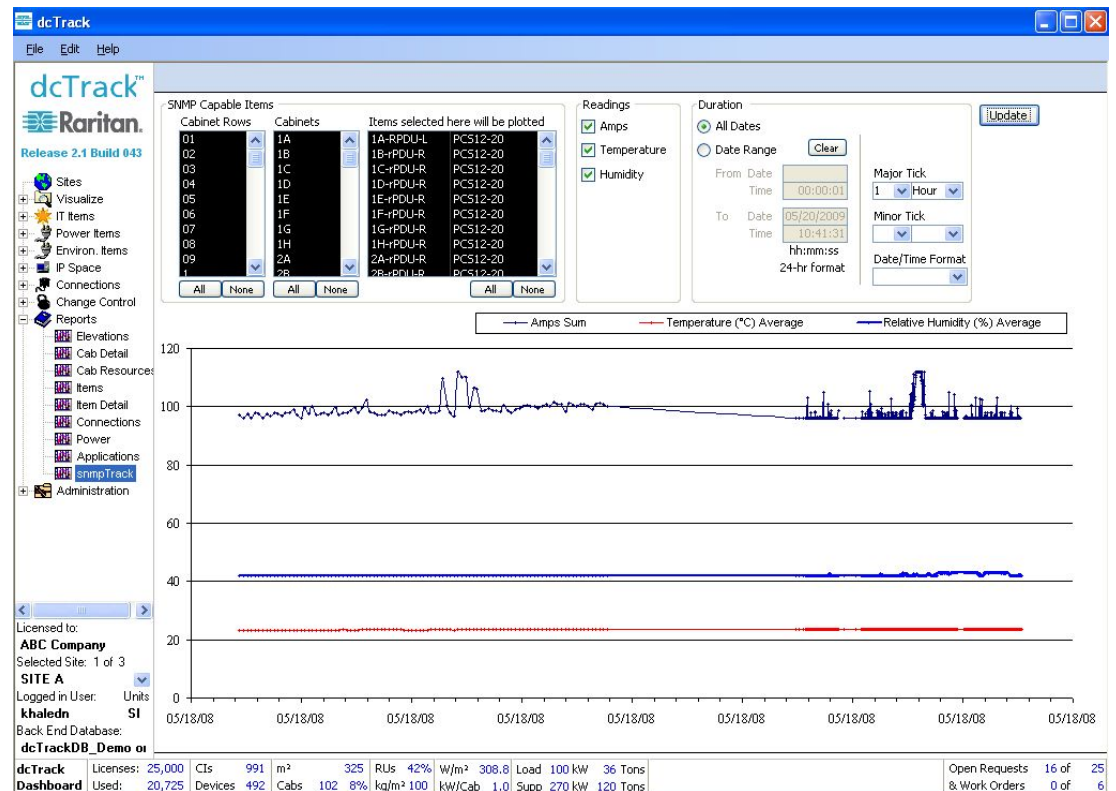 dcTrack
File Edit Help
dcTrack™
Raritan.
Release 2.1 Build 043
Sites
Visualize
IT Items
Power Items
Environ. Items
IP Space
Connections
Change Control
Reports
Elevations
Cab Detail
Cab Resources
Items
Item Detail
Connections
Power
Applications
snmpTrack
Administration
Licensed to:
ABC Company
Selected Site: 1 of 3
SITE A
Logged in User: Units
khaledn SI
Back End Database:
dcTrackDB_Demo or
SNMP Capable Items
Cabinet Rows Cabinets Items selected here will be plotted
01 1A 1A-RPDU-L PCS12-20
02 1B 1B-rPDU-R PCS12-20
03 1C 1C-rPDU-R PCS12-20
04 1D 1D-rPDU-R PCS12-20
05 1E 1E-rPDU-R PCS12-20
06 1F 1F-rPDU-R PCS12-20
07 1G 1G-rPDU-R PCS12-20
08 1H 1H-rPDU-R PCS12-20
09 2A 2A-rPDU-R PCS12-20
1 2B 2B-rPDU-R PCS12-20
All None All None All None
Readings
Amps
Temperature
Humidity
Duration
All Dates
Date Range Clear
From Date
Time 00:00:01
To Date 05/20/2009
Time 10:41:31
hh:mm:ss
24-hr format
Major Tick
1 Hour
Minor Tick
Date/Time Format
Update
Amps Sum Temperature (°C) Average Relative Humidity (%) Average
120
100
80
60
40
20
0
05/18/08 05/18/08 05/18/08 05/18/08 05/18/08 05/18/08 05/18/08 05/18/08 05/18/08
dcTrack Licenses: 25,000 CIs 991 m² 325 RUs 42% W/m² 308.8 Load 100 kW 36 Tons Open Requests 16 of 25
Dashboard Used: 20,725 Devices 492 Cabs 102 8% kg/m² 100 kW/Cab 1.0 Supp 270 kW 120 Tons & Work Orders 0 of 6